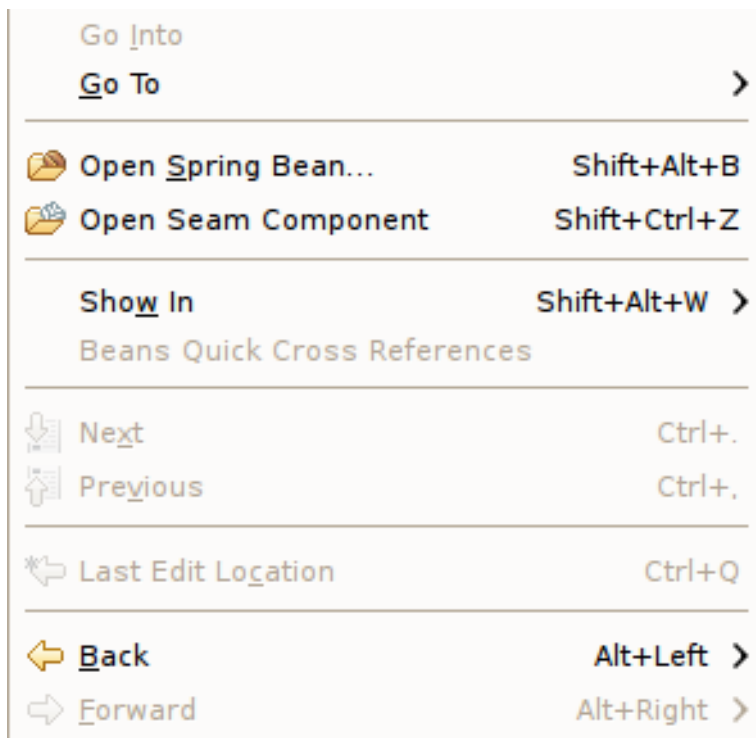 Go Into
Go To
Open Spring Bean... Shift+Alt+B
Open Seam Component Shift+Ctrl+Z
Show In Shift+Alt+W
Beans Quick Cross References
Next Ctrl+.
Previous Ctrl+,
Last Edit Location Ctrl+Q
Back Alt+Left
Forward Alt+Right